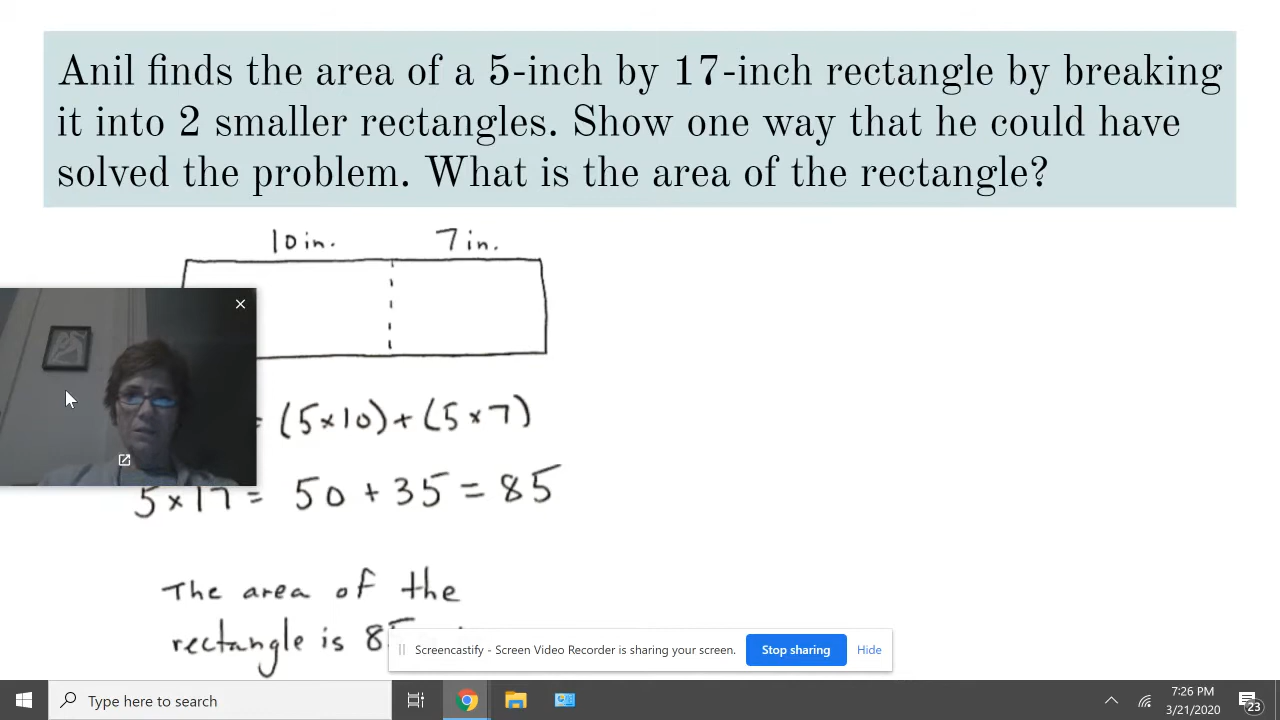 Anil finds the area of a 5-inch by 17-inch rectangle by breaking
it into 2 smaller rectangles. Show one way that he could have
solved the problem. What is the area of the rectangle?
10 in. 7 in.
= (5×10)+(5×7)
5×17= 50+35=85
The area of the
rectangle is 85
Screencastify - Screen Video Recorder is sharing your screen. Stop sharing Hide
Type here to search
7:26 PM
3/21/2020
23